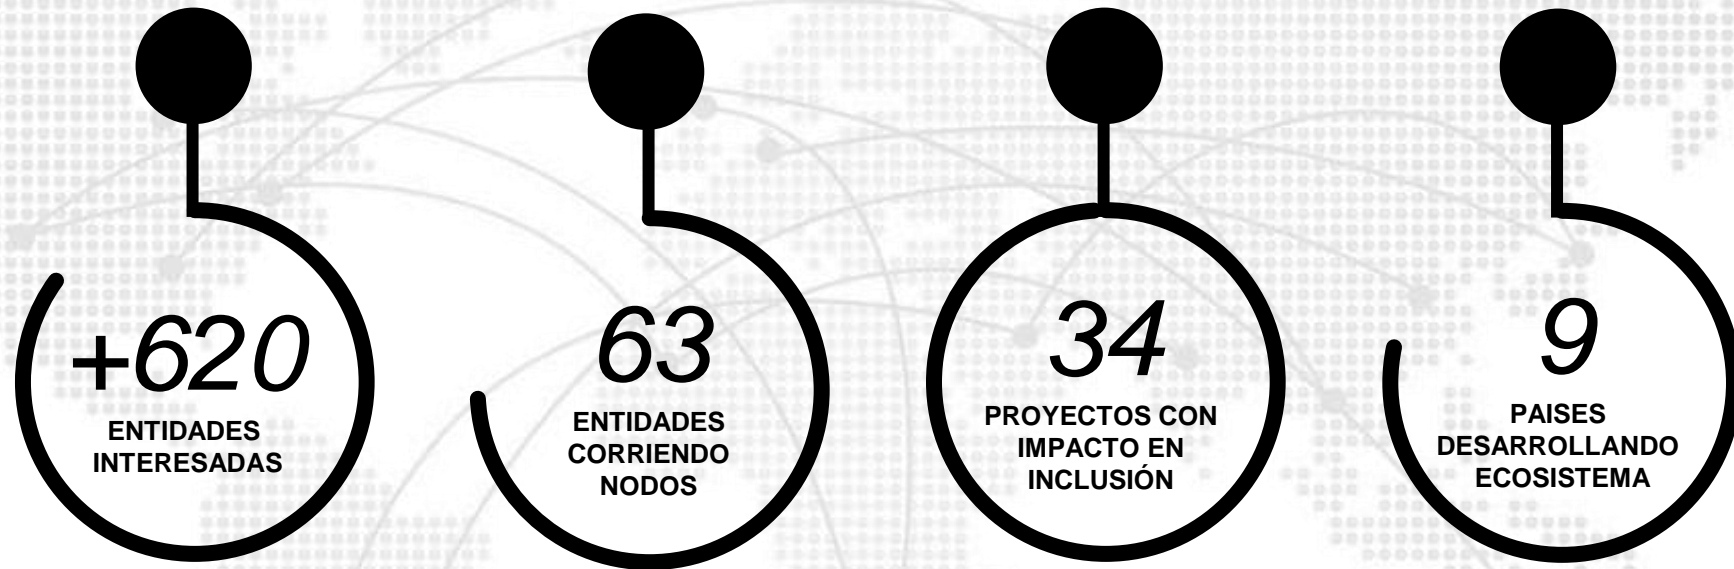 +620
ENTIDADES
INTERESADAS
63
ENTIDADES
CORRIENDO
NODOS
34
PROYECTOS CON
IMPACTO EN
INCLUSIÓN
9
PAISES
DESARROLLANDO
ECOSISTEMA